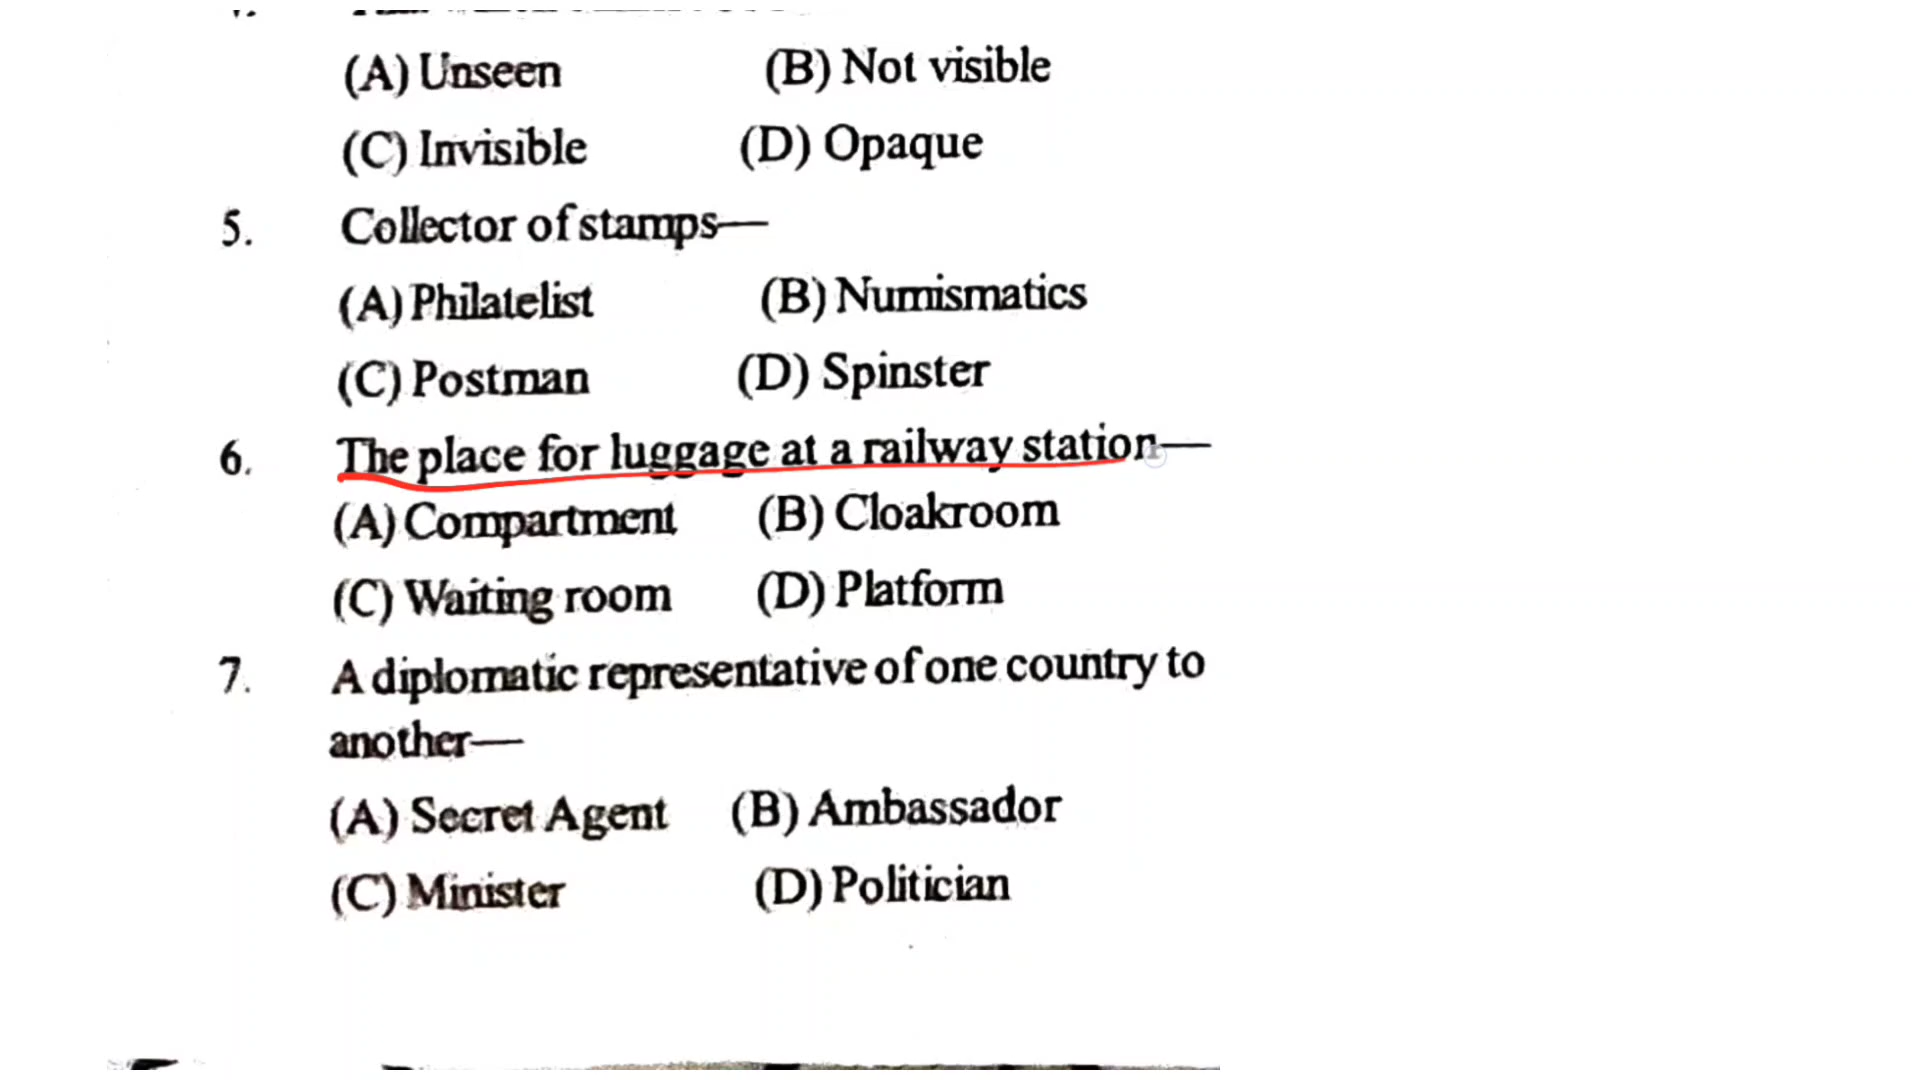 (A) Unseen (B) Not visible
(C) Invisible (D) Opaque
5. Collector of stamps—
(A) Philatelist (B) Numismatics
(C) Postman (D) Spinster
6. The place for luggage at a railway station—
(A) Compartment (B) Cloakroom
(C) Waiting room (D) Platform
7. A diplomatic representative of one country to
another—
(A) Secret Agent (B) Ambassador
(C) Minister (D) Politician